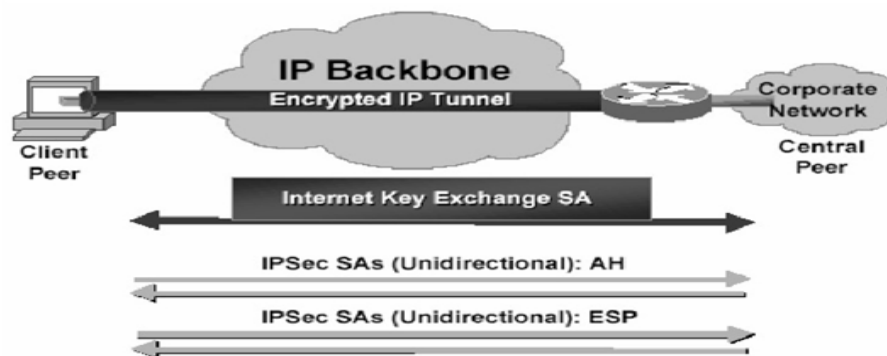 IP Backbone
Encrypted IP Tunnel
Corporate
Network
Client
Peer
Central
Peer
Internet Key Exchange SA
IPSec SAs (Unidirectional): AH
IPSec SAs (Unidirectional): ESP